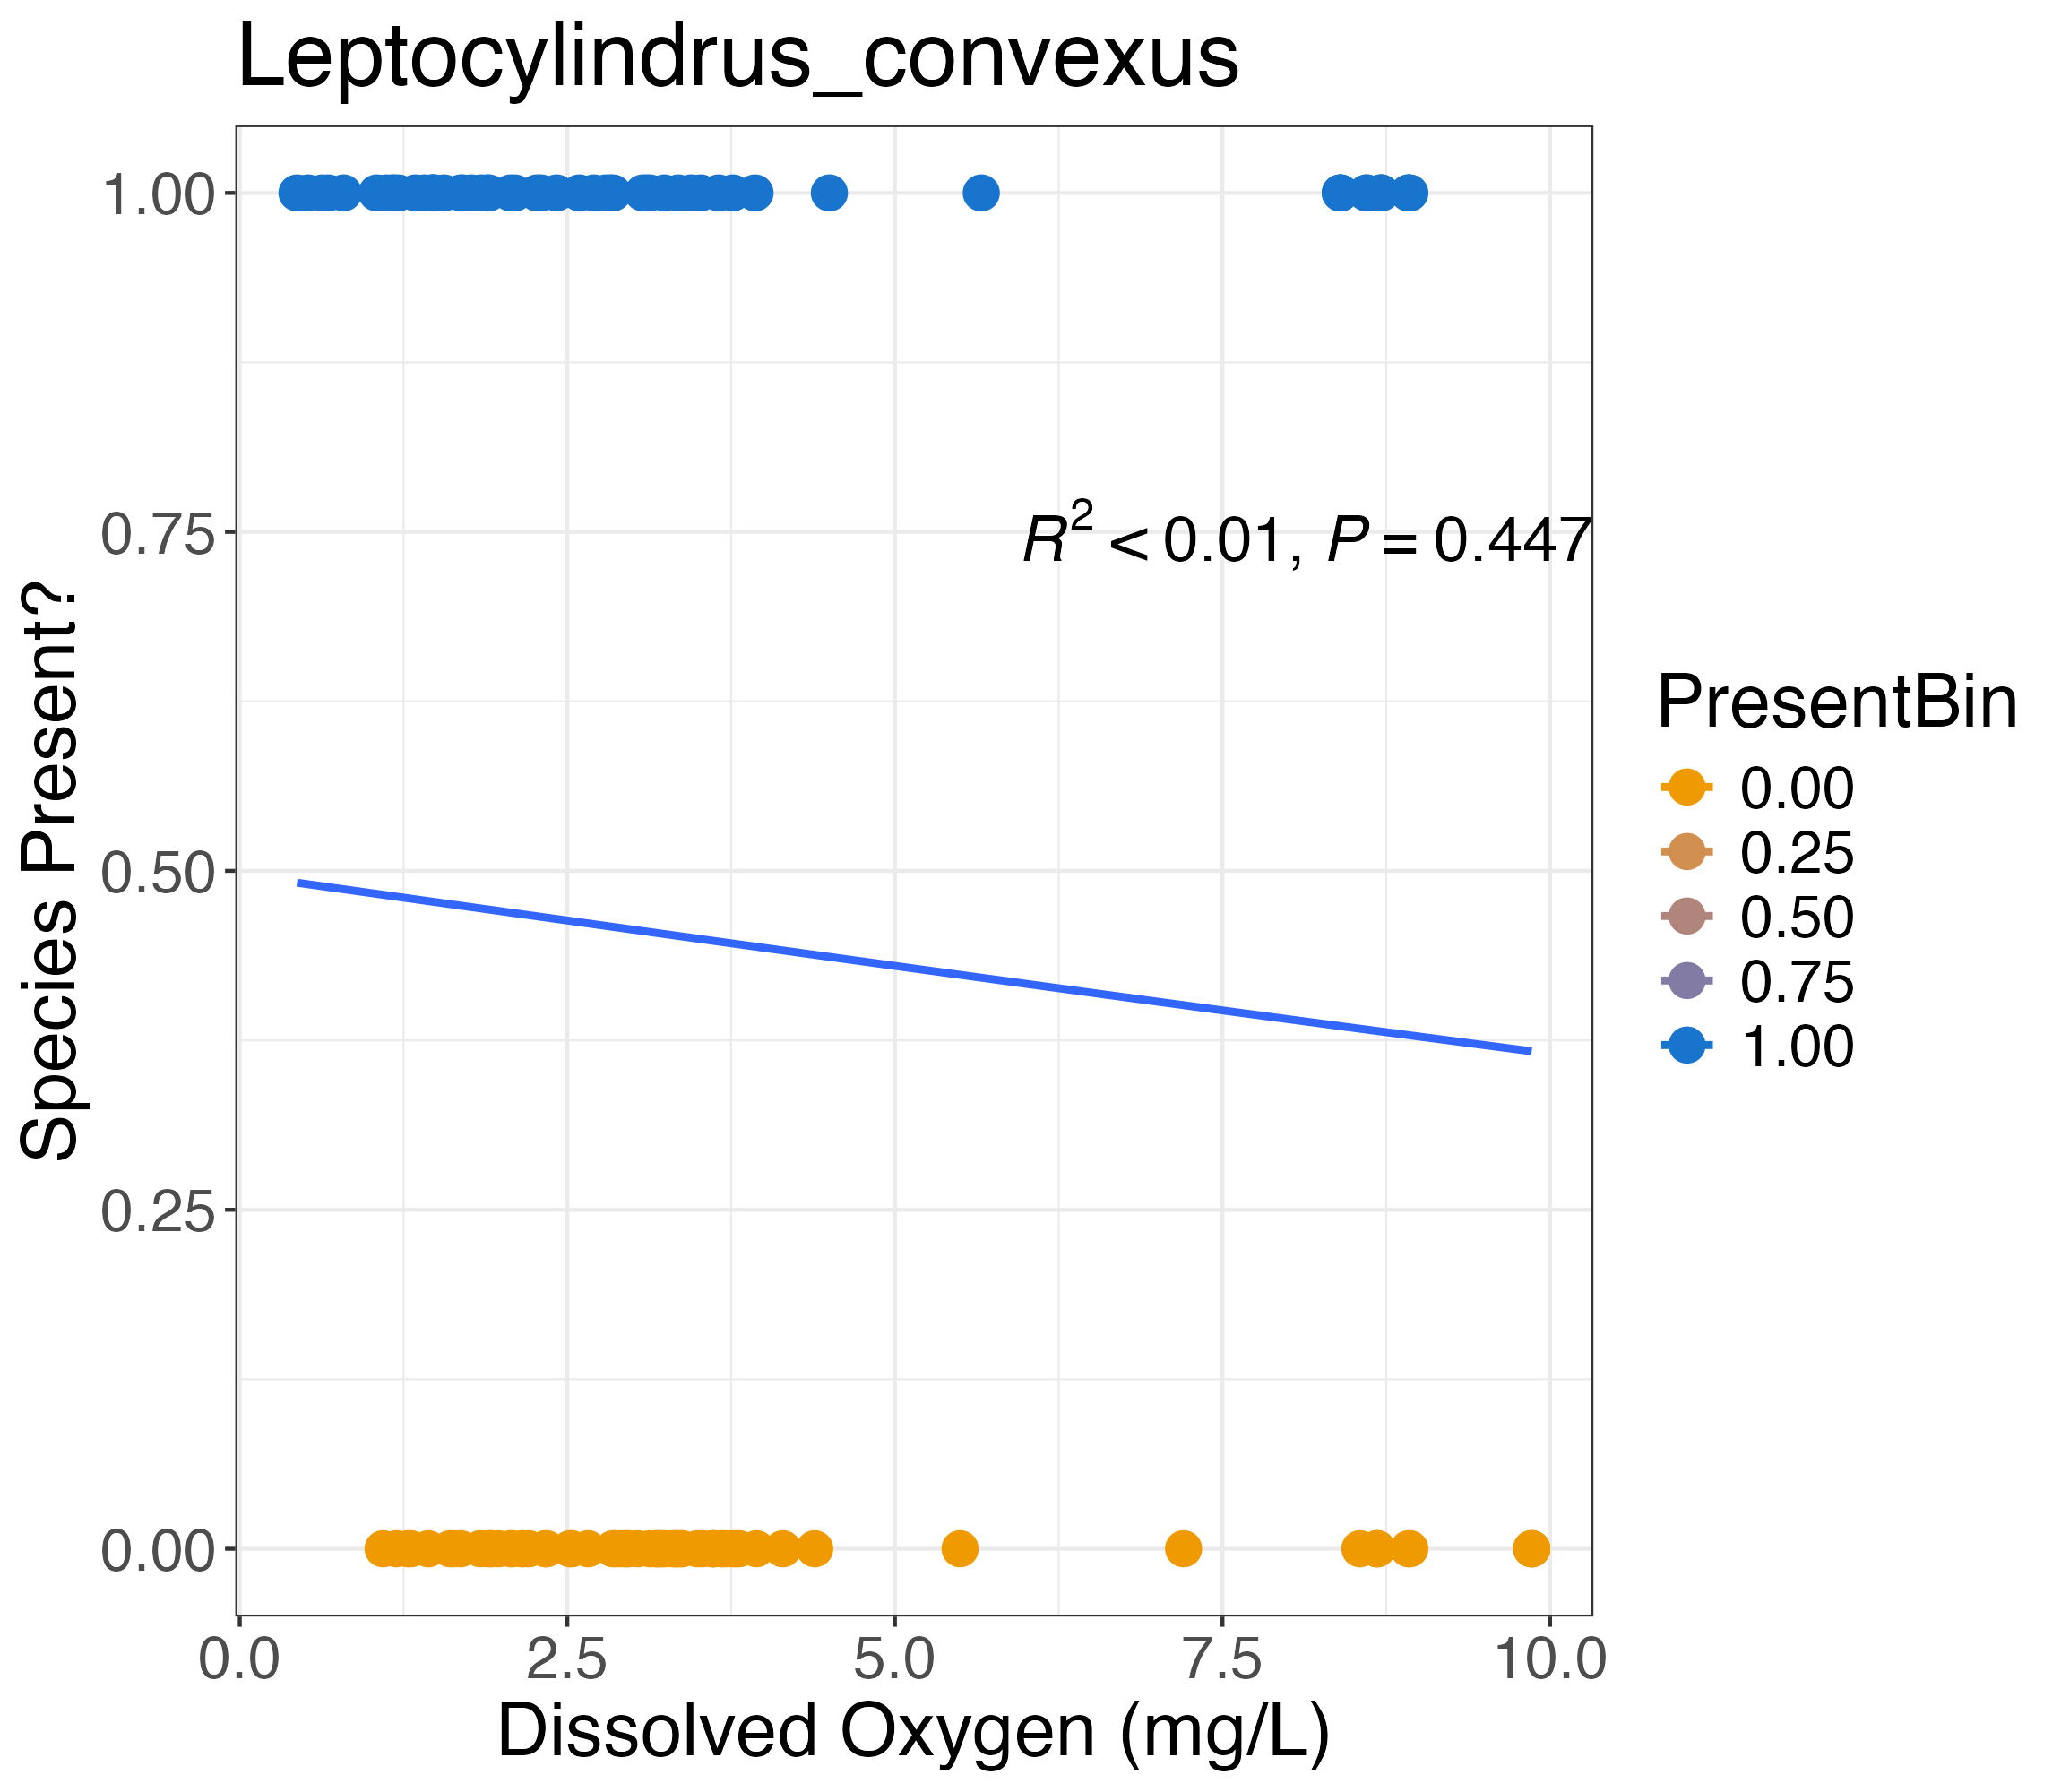 Leptocylindrus_convexus
1.00
0.75
0.50
0.25
0.00
Species Present?
R² < 0.01, P = 0.447
0.0 2.5 5.0 7.5 10.0
Dissolved Oxygen (mg/L)
PresentBin
0.00
0.25
0.50
0.75
1.00